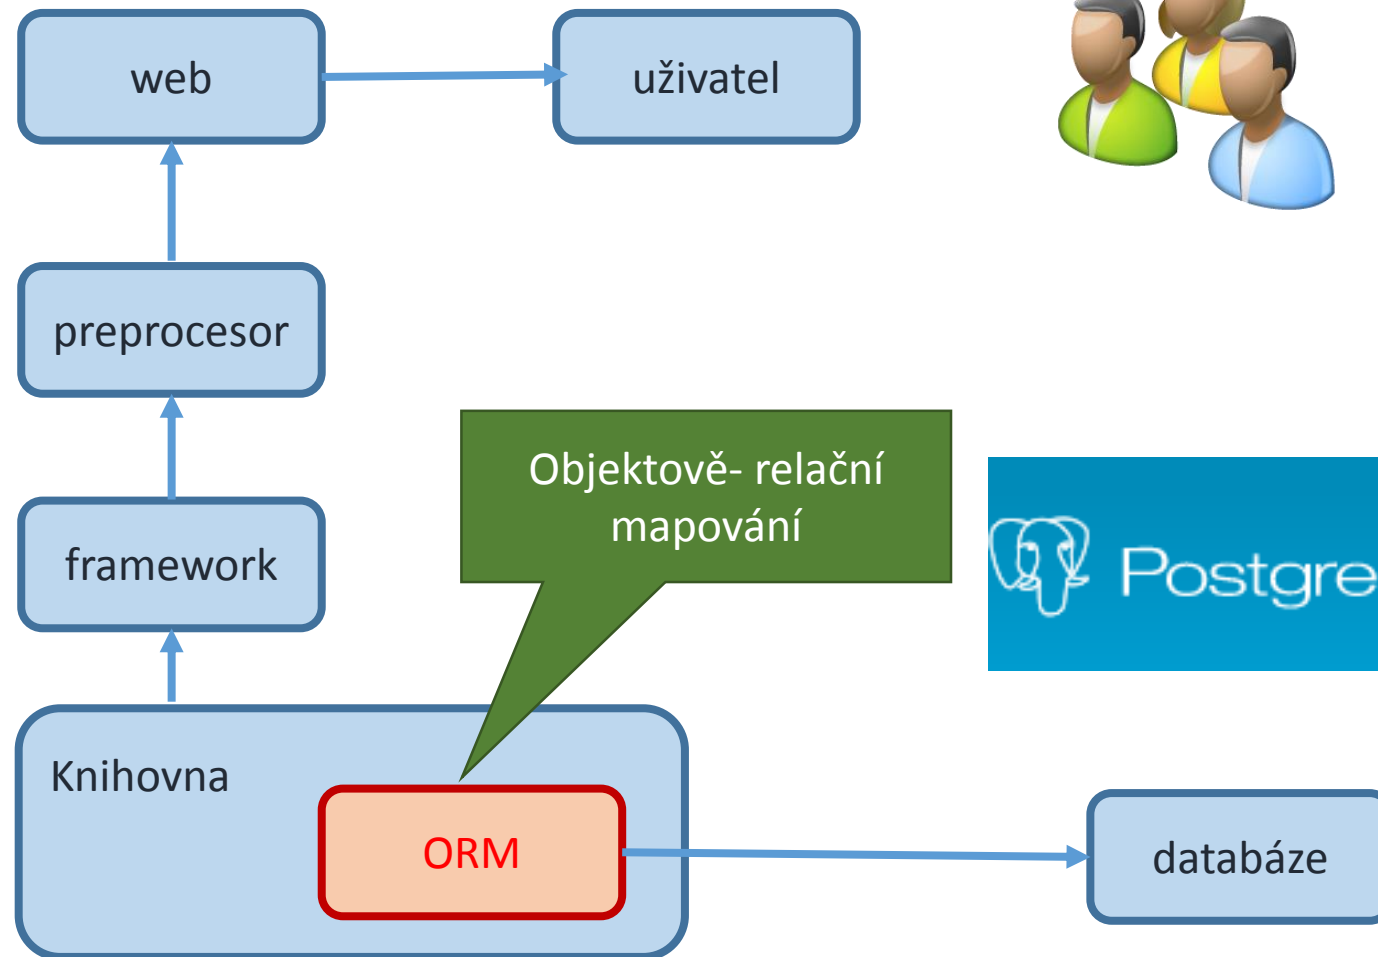 web
uživatel
preprocesor
Objektově- relační
mapování
framework
Postgre
Knihovna
ORM
databáze